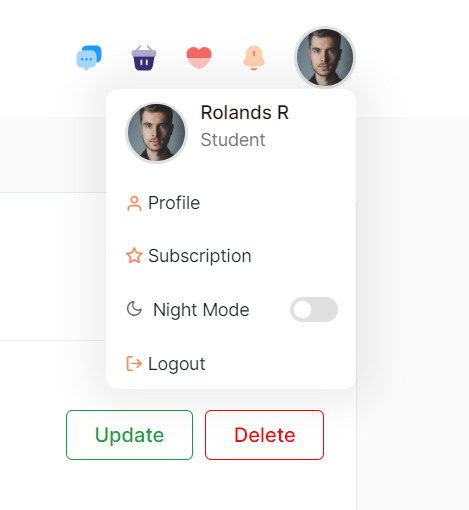 Rolands R
Student
Profile
Subscription
Night Mode
Logout
Update
Delete